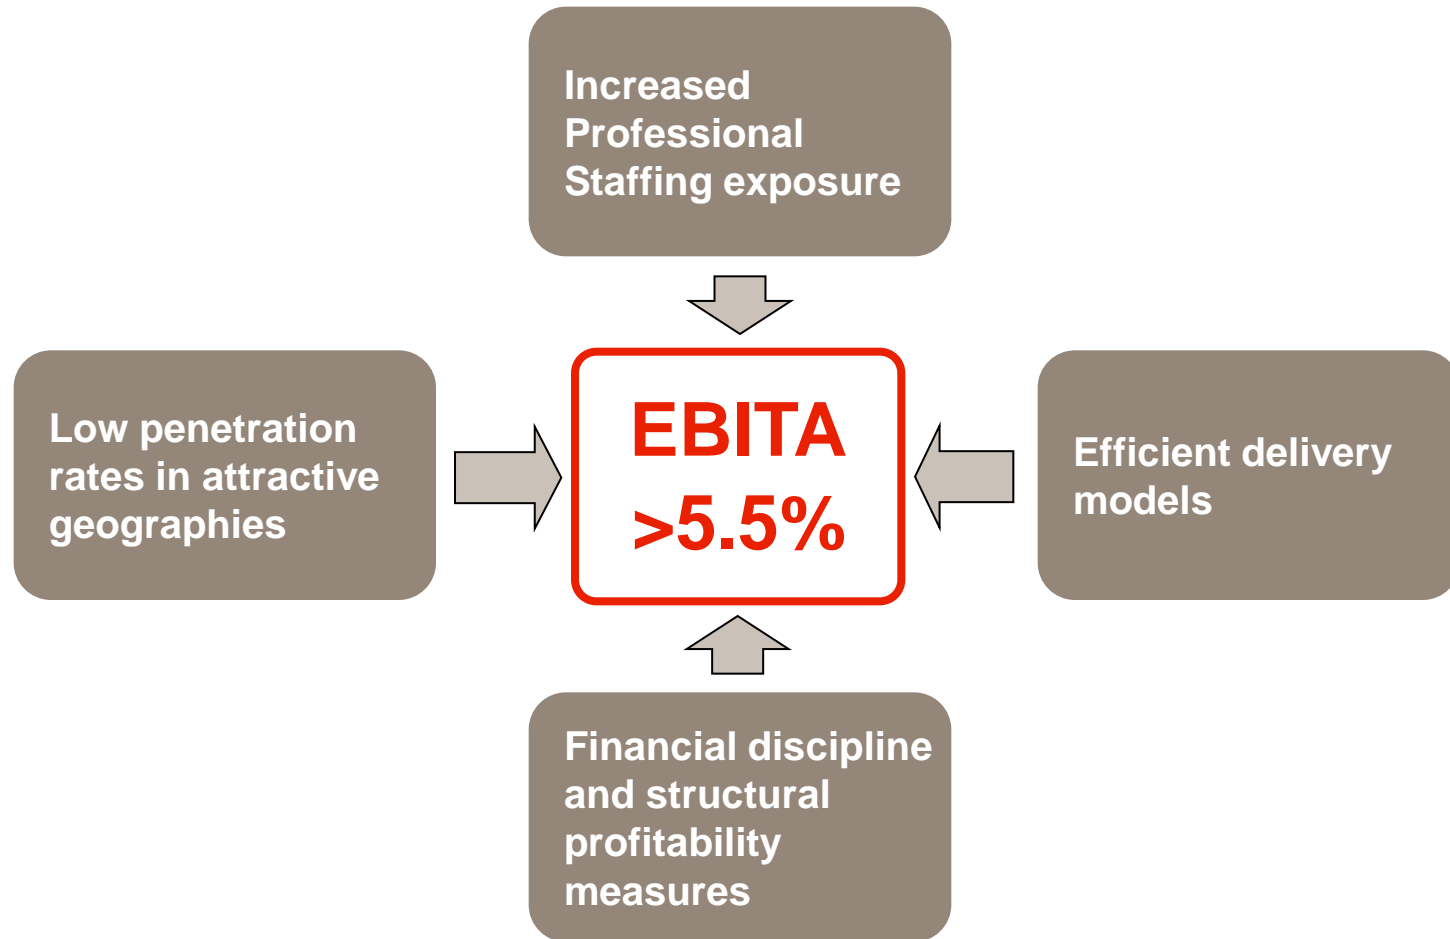 Increased
Professional
Staffing exposure
Low penetration
rates in attractive
geographies
EBITA
>5.5%
Efficient delivery
models
Financial discipline
and structural
profitability
measures